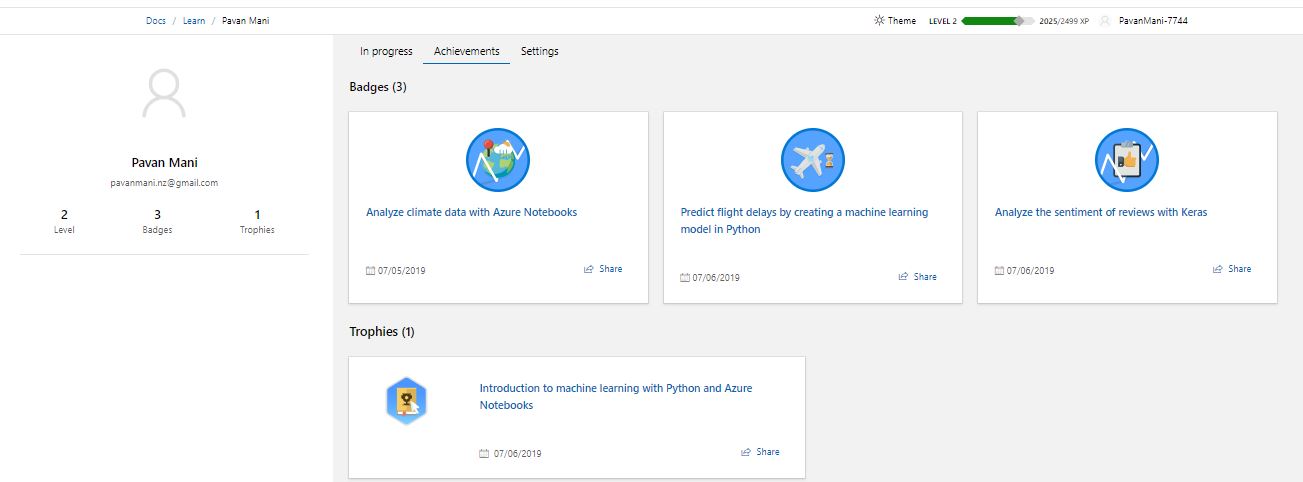 Docs / Learn / Pavan Mani
Theme LEVEL 2 2025/2499 XP PavanMani-7744
Pavan Mani
pavanmani.nz@gmail.com
2 3 1
Level Badges Trophies
In progress Achievements Settings
Badges (3)
Analyze climate data with Azure Notebooks
07/05/2019 Share
Predict flight delays by creating a machine learning
model in Python
07/06/2019 Share
Analyze the sentiment of reviews with Keras
07/06/2019 Share
Trophies (1)
Introduction to machine learning with Python and Azure
Notebooks
07/06/2019 Share